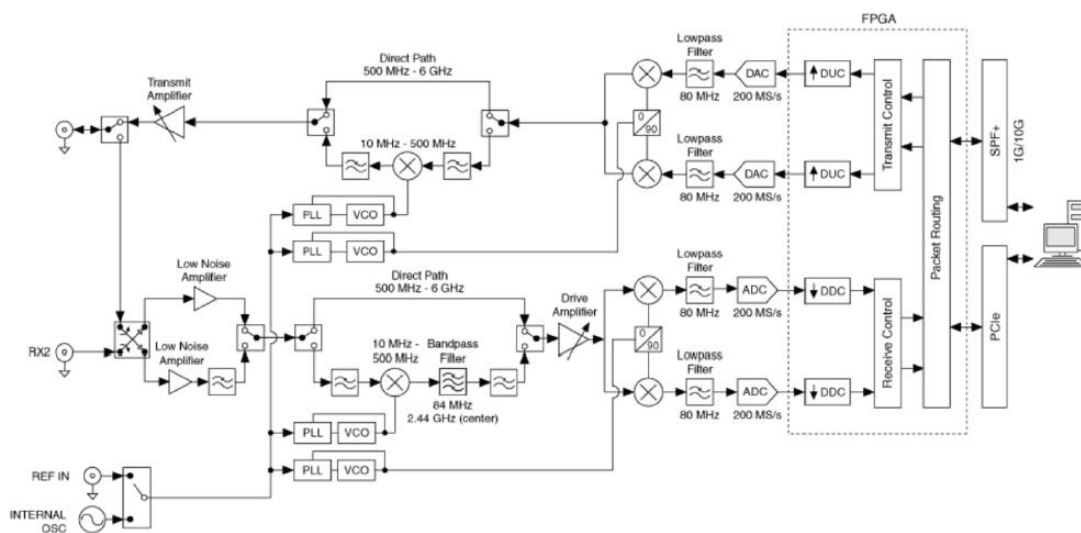 FPGA
Direct Path
500 MHz - 6 GHz
Transmit
Amplifier
10 MHz - 500 MHz
PLL
VCO
PLL
VCO
Lowpass
Filter
80 MHz
DAC
200 MS/s
DUC
0
90
Lowpass
Filter
80 MHz
DAC
200 MS/s
DUC
Transmit Control
Packet Routing
SPF+
1G/10G
Low Noise
Amplifier
Low Noise
Amplifier
RX2
Direct Path
500 MHz - 6 GHz
10 MHz -
500 MHz
Bandpass
Filter
84 MHz
2.44 GHz (center)
Drive
Amplifier
PLL
VCO
PLL
VCO
Lowpass
Filter
80 MHz
ADC
200 MS/s
DDC
0
90
Lowpass
Filter
80 MHz
ADC
200 MS/s
DDC
Receive Control
PCIe
REF IN
INTERNAL
OSC